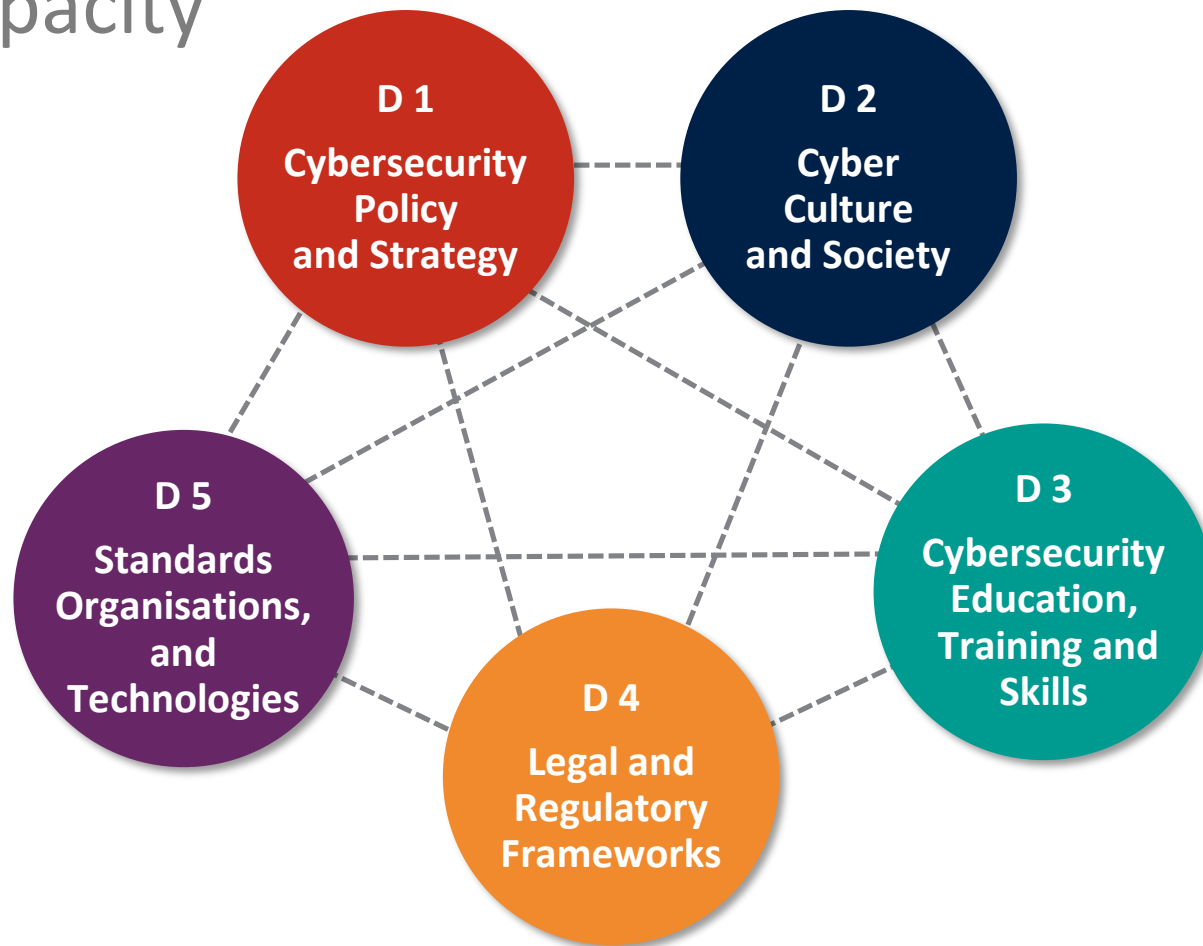 pacity
D 1
Cybersecurity
Policy
and Strategy
D 2
Cyber
Culture
and Society
D 5
Standards
Organisations,
and
Technologies
D 3
Cybersecurity
Education,
Training and
Skills
D 4
Legal and
Regulatory
Frameworks